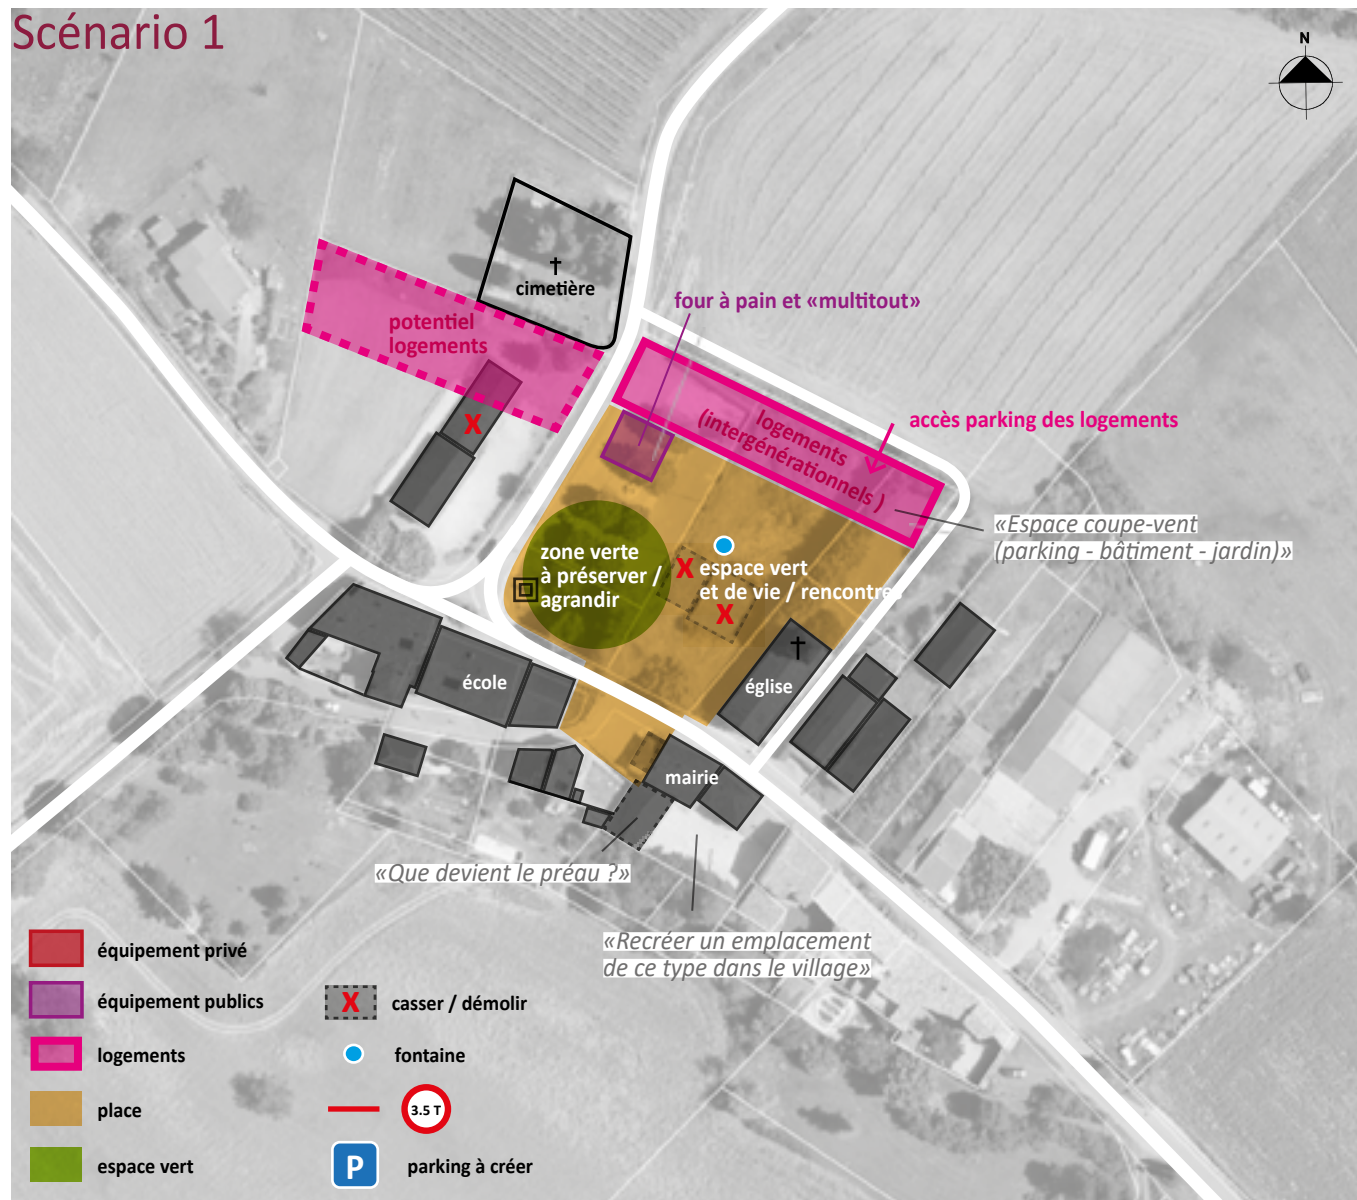 Scénario 1
N
cimetière
potentiel
logements
four à pain et «multitout»
logements
(intergénérationnels )
accès parking des logements
«Espace coupe-vent
(parking - bâtiment - jardin)»
X
zone verte
à préserver /
agrandir
X
espace vert
et de vie / rencontres
X
église
école
mairie
«Que devient le préau ?»
«Recréer un emplacement
de ce type dans le village»
équipement privé
équipement publics
logements
place
espace vert
X casser / démolir
fontaine
3.5 T
P parking à créer